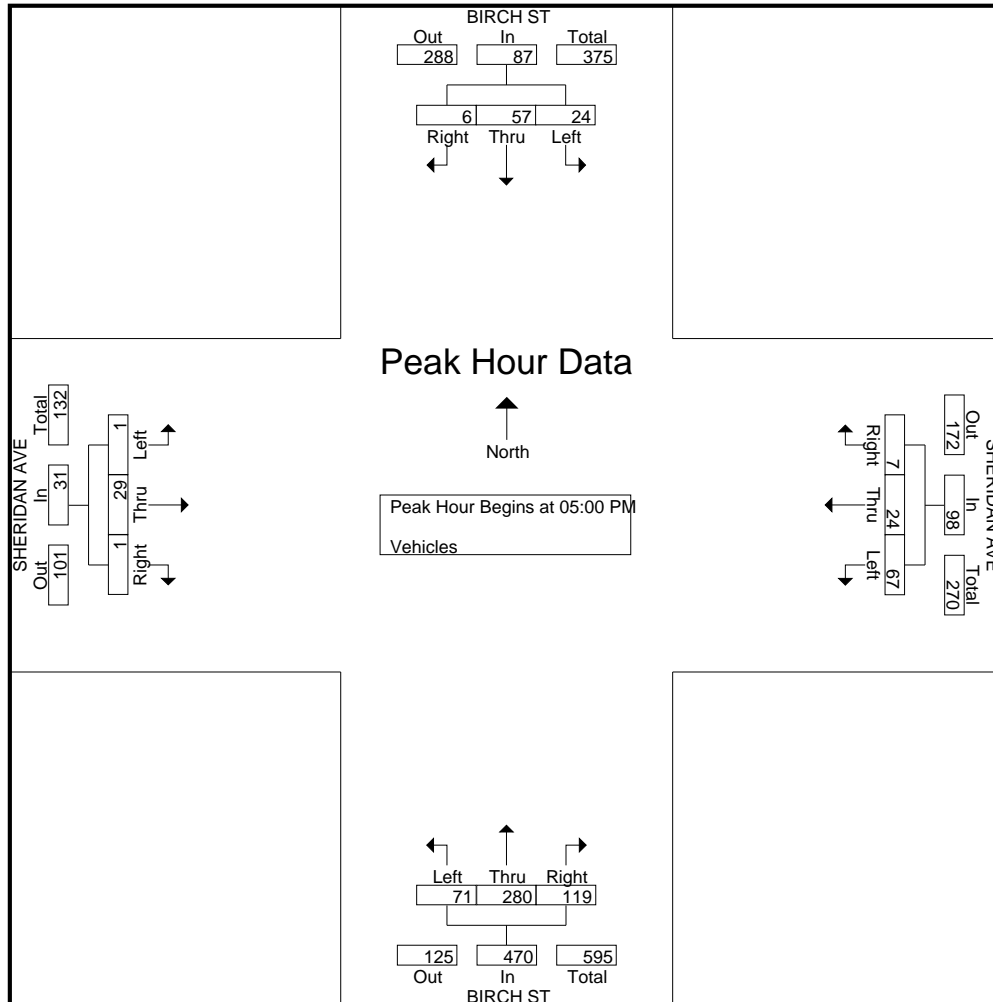 BIRCH ST
Out In Total
288 87 375
6 57 24
Right Thru Left
Peak Hour Data
North
Peak Hour Begins at 05:00 PM
Vehicles
SHERIDAN AVE
Out In Total
101 31 132
Left Thru Right
1 29 1
SHERIDAN AVE
Out In Total
172 98 270
7 24 67
Right Thru Left
Left Thru Right
71 280 119
125 470 595
Out In Total
BIRCH ST